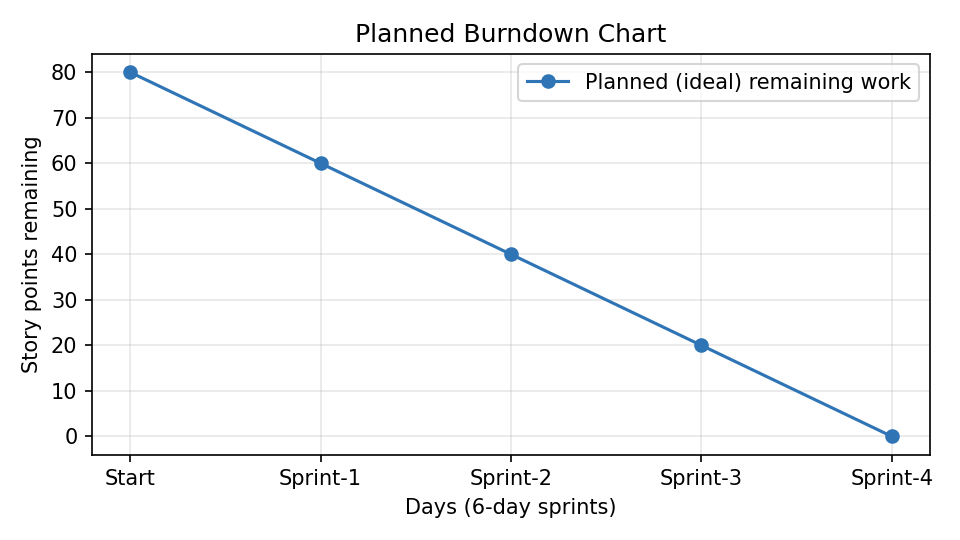 Planned Burndown Chart
Planned (ideal) remaining work
Story points remaining
80
70
60
50
40
30
20
10
0
Start Sprint-1 Sprint-2 Sprint-3 Sprint-4
Days (6-day sprints)